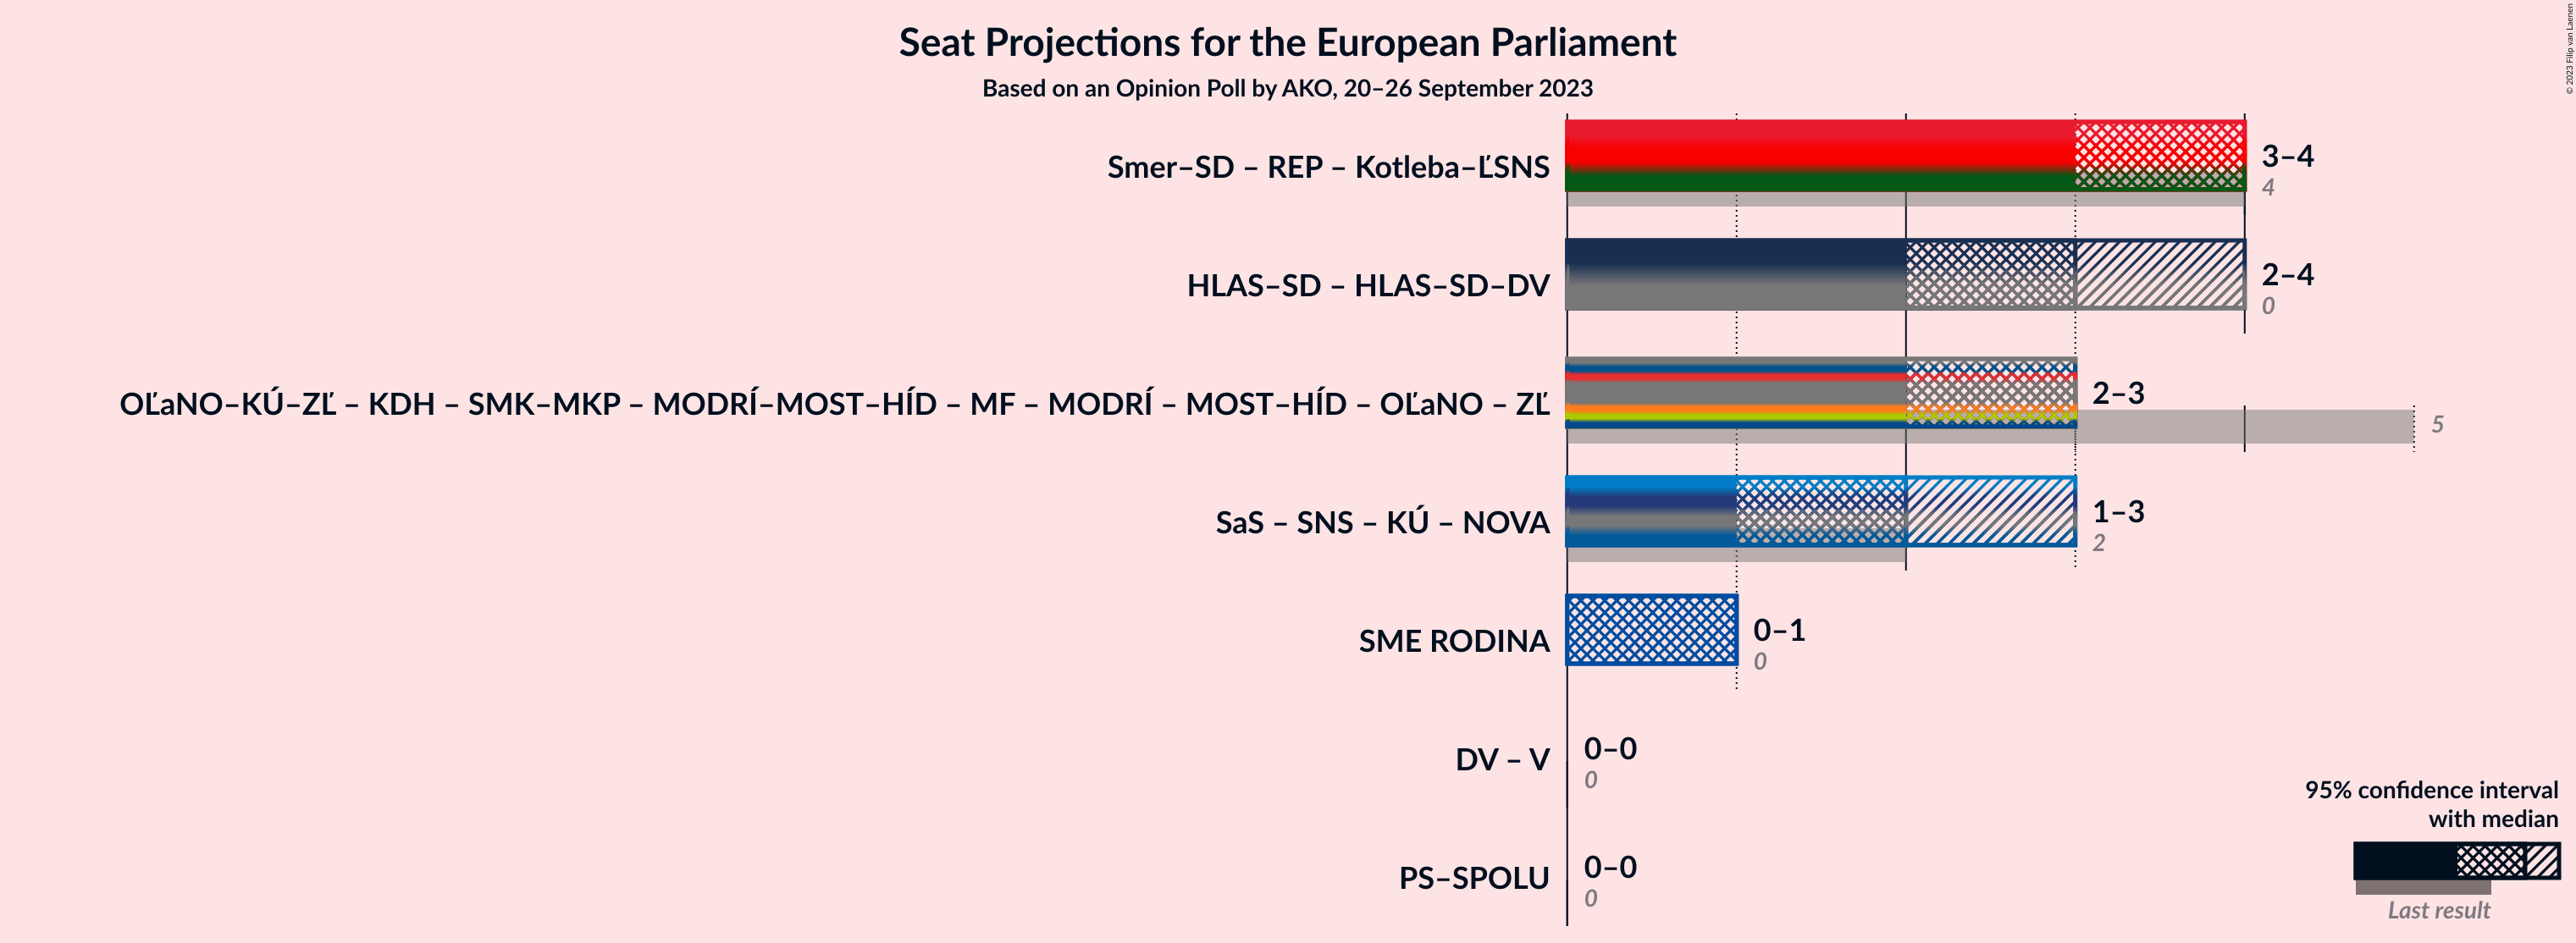 Seat Projections for the European Parliament
Based on an Opinion Poll by AKO, 20–26 September 2023
© 2023 Filip van Laenen
Smer–SD – REP – Kotleba–ĽSNS
3–4
4
HLAS–SD – HLAS–SD–DV
2–4
0
OĽaNO–KÚ–ZĽ – KDH – SMK–MKP – MODRÍ–MOST–HÍD – MF – MODRÍ – MOST–HÍD – OĽaNO – ZĽ
2–3
5
SaS – SNS – KÚ – NOVA
1–3
2
SME RODINA
0–1
0
DV – V
0–0
0
PS–SPOLU
0–0
0
95% confidence interval
with median
Last result